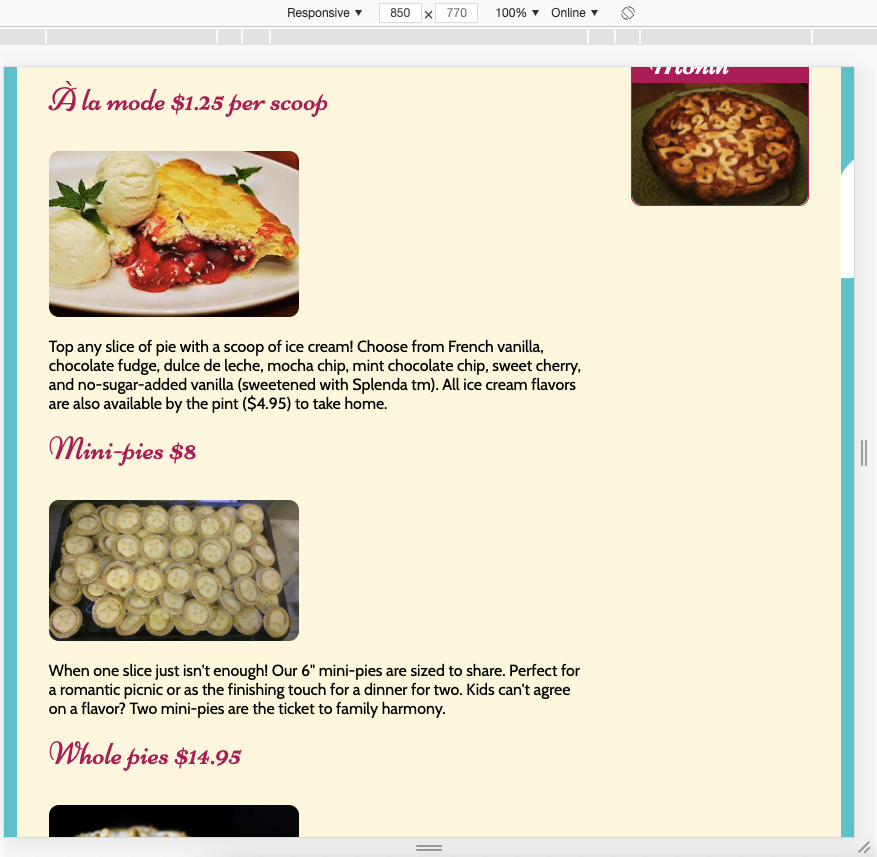 Responsive ▼ 850 × 770 100% ▼ Online ▼
Month
À la mode $1.25 per scoop
Top any slice of pie with a scoop of ice cream! Choose from French vanilla,
chocolate fudge, dulce de leche, mocha chip, mint chocolate chip, sweet cherry,
and no-sugar-added vanilla (sweetened with Splenda tm). All ice cream flavors
are also available by the pint ($4.95) to take home.
Mini-pies $8
When one slice just isn't enough! Our 6" mini-pies are sized to share. Perfect for
a romantic picnic or as the finishing touch for a dinner for two. Kids can't agree
on a flavor? Two mini-pies are the ticket to family harmony.
Whole pies $14.95